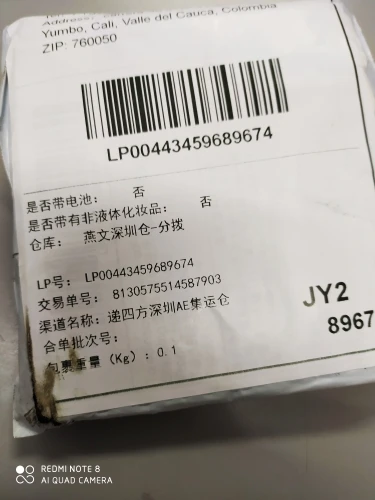 Yumbo, Cali, Valle del Cauca, Colombia
ZIP: 760050
LP00443459689674
是否带电池： 否
是否带有非液体化妆品： 否
仓库： 燕文深圳仓-分拨
LP号： LP00443459689674
交易单号： 8130575514587903
渠道名称：递四方深圳AE集运仓
合单批次号：
包裹重量（Kg）：0.1
JY2
8967
REDMI NOTE 8
AI QUAD CAMERA